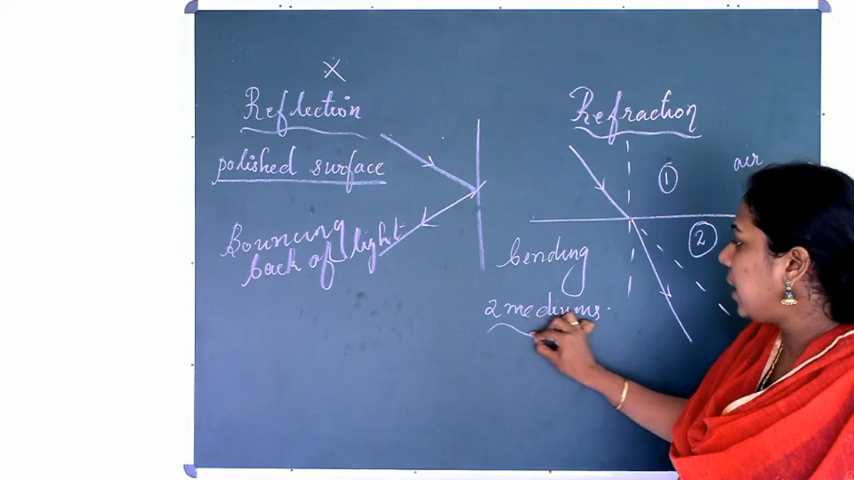 X
Reflection
polished surface
Bouncing
back of light
Refraction
1
air
2
bending
2 mediums.